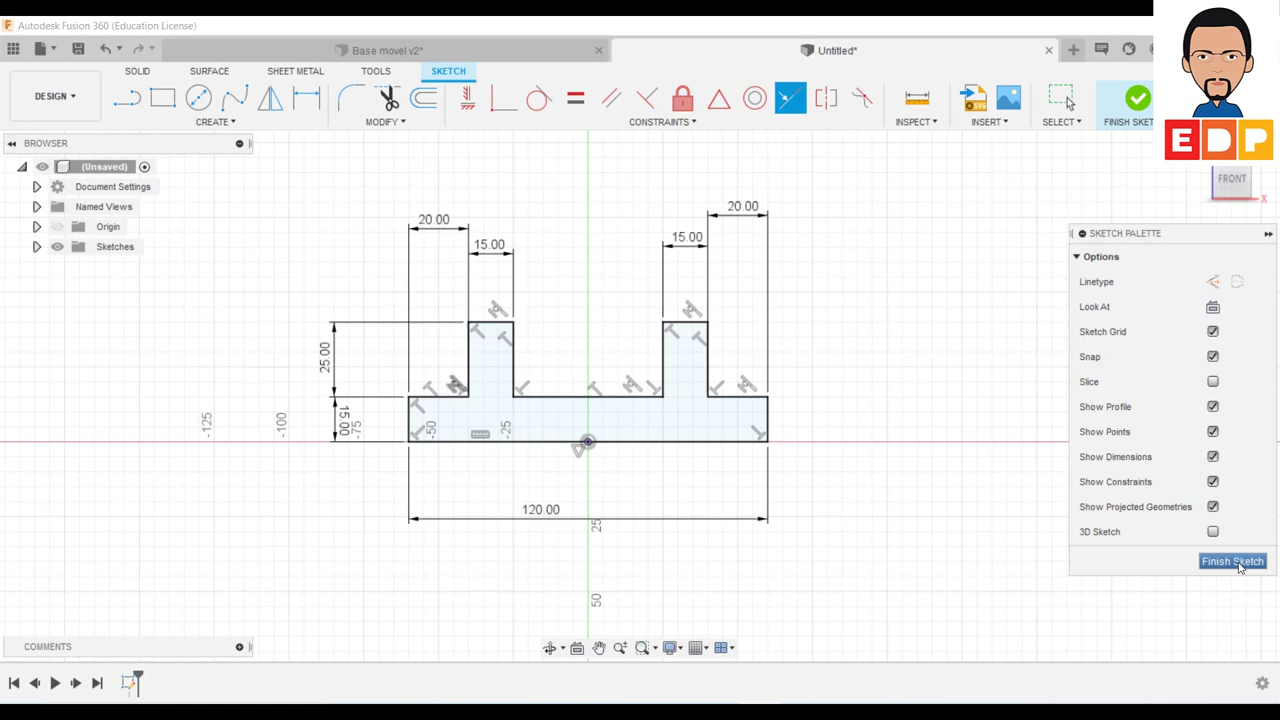 Autodesk Fusion 360 (Education License)
Base movel v2*
Untitled*
SOLID SURFACE SHEET METAL TOOLS SKETCH
DESIGN
CREATE MODIFY CONSTRAINTS INSPECT INSERT SELECT FINISH SKET
EDP
BROWSER
(Unsaved)
Document Settings
Named Views
Origin
Sketches
FRONT
X
20.00
15.00
15.00
20.00
25.00
15.00
-125
-100
-75
-50
-25
120.00
25
50
SKETCH PALETTE
Options
Linetype
Look At
Sketch Grid
Snap
Slice
Show Profile
Show Points
Show Dimensions
Show Constraints
Show Projected Geometries
3D Sketch
Finish Sketch
COMMENTS